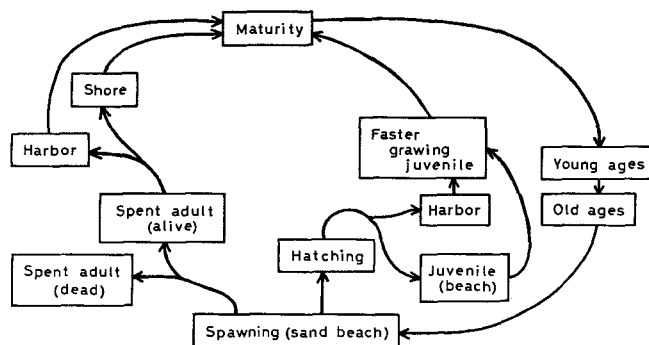 Maturity
Shore
Harbor
Faster
grawing
juvenile
Young ages
Old ages
Spent adult
(alive)
Harbor
Hatching
Juvenile
(beach)
Spent adult
(dead)
Spawning (sand beach)